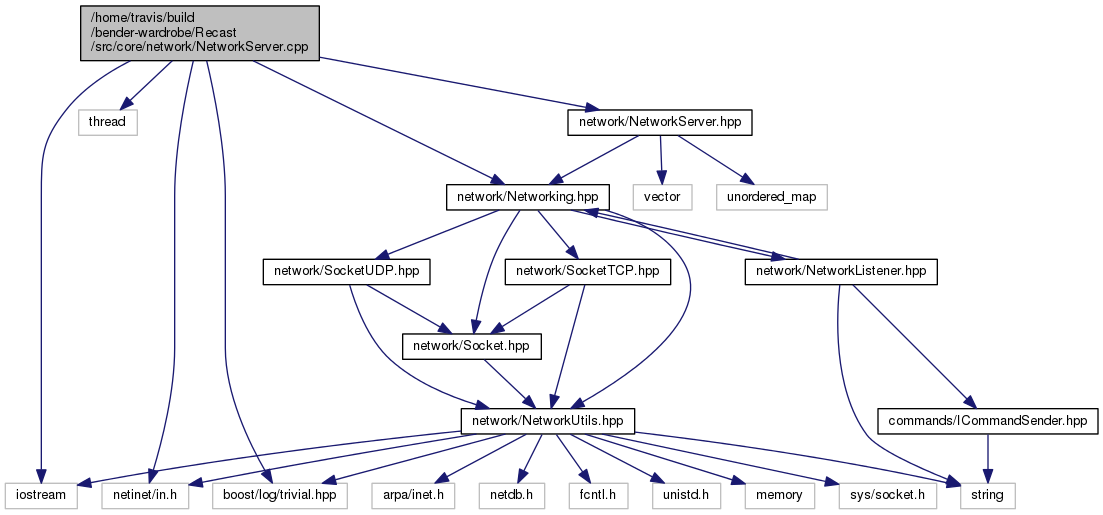 /home/travis/build
/bender-wardrobe/Recast
/src/core/network/NetworkServer.cpp
thread
network/NetworkServer.hpp
network/Networking.hpp
vector
unordered_map
network/SocketUDP.hpp
network/SocketTCP.hpp
network/NetworkListener.hpp
network/Socket.hpp
network/NetworkUtils.hpp
commands/ICommandSender.hpp
iostream
netinet/in.h
boost/log/trivial.hpp
arpa/inet.h
netdb.h
fcntl.h
unistd.h
memory
sys/socket.h
string